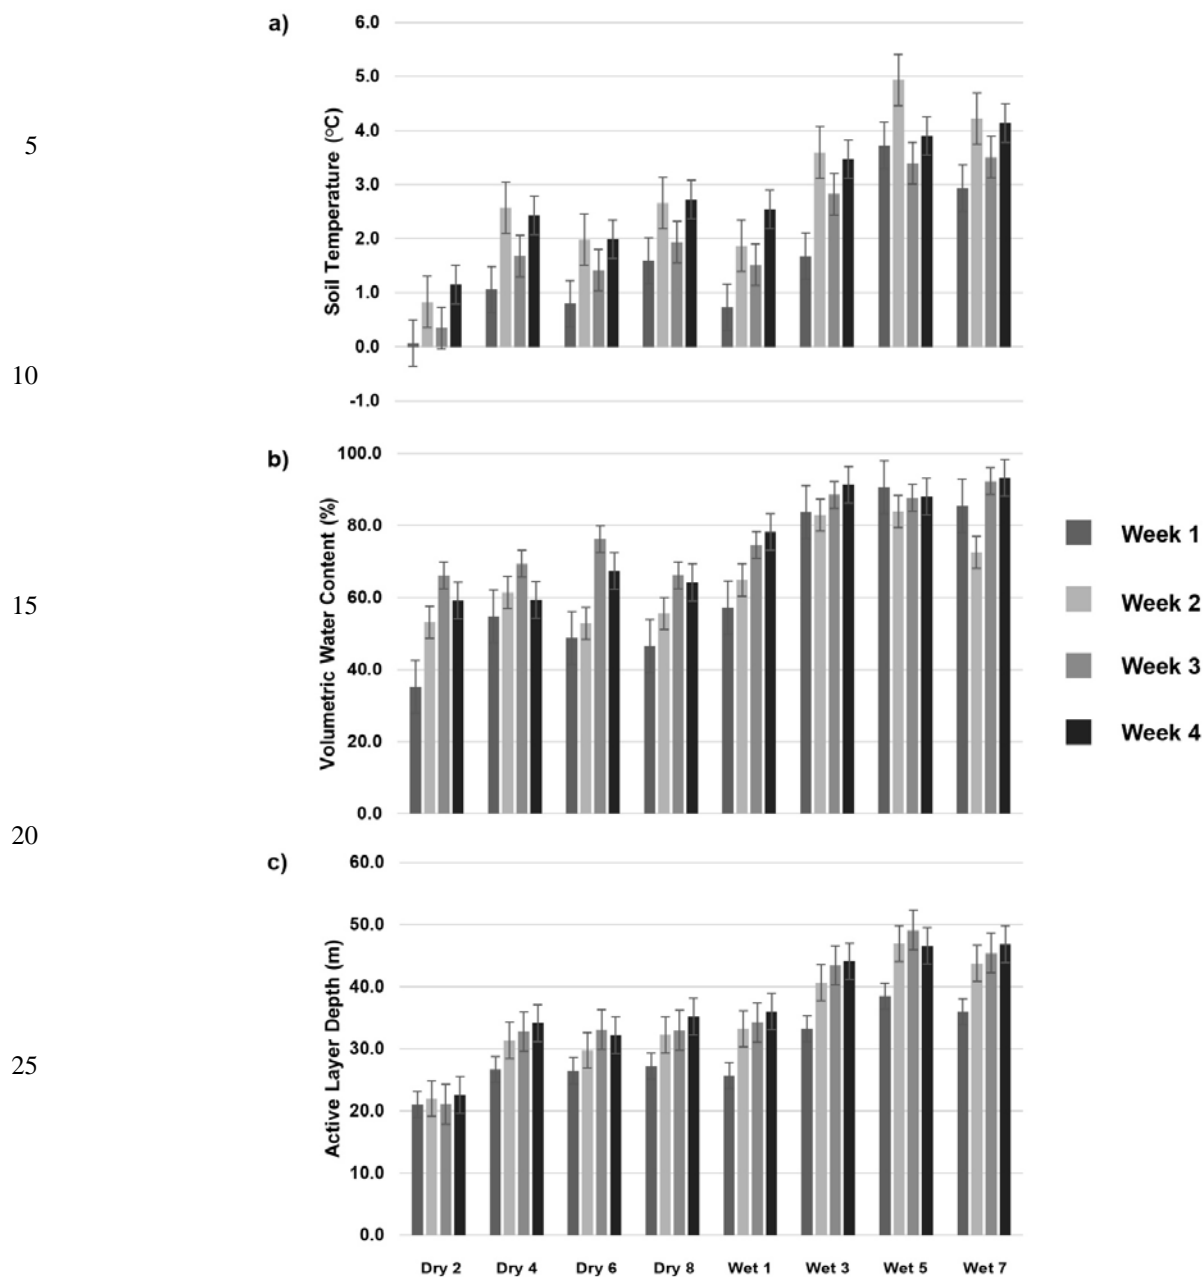 a)
6.0
5.0
4.0
3.0
2.0
1.0
0.0
-1.0
Soil Temperature (°C)
b)
100.0
80.0
60.0
40.0
20.0
0.0
Volumetric Water Content (%)
c)
60.0
50.0
40.0
30.0
20.0
10.0
0.0
Active Layer Depth (m)
Dry 2 Dry 4 Dry 6 Dry 8 Wet 1 Wet 3 Wet 5 Wet 7
Week 1
Week 2
Week 3
Week 4
5
10
15
20
25